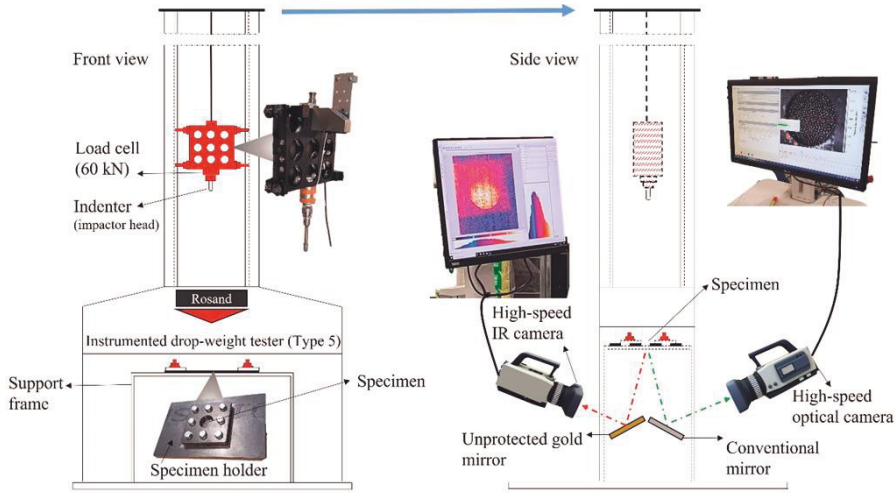 Front view
Load cell
(60 kN)
Indenter
(impactor head)
Rosand
Instrumented drop-weight tester (Type 5)
Support
frame
Specimen
Specimen holder
Side view
Specimen
High-speed
IR camera
High-speed
optical camera
Unprotected gold
mirror
Conventional
mirror